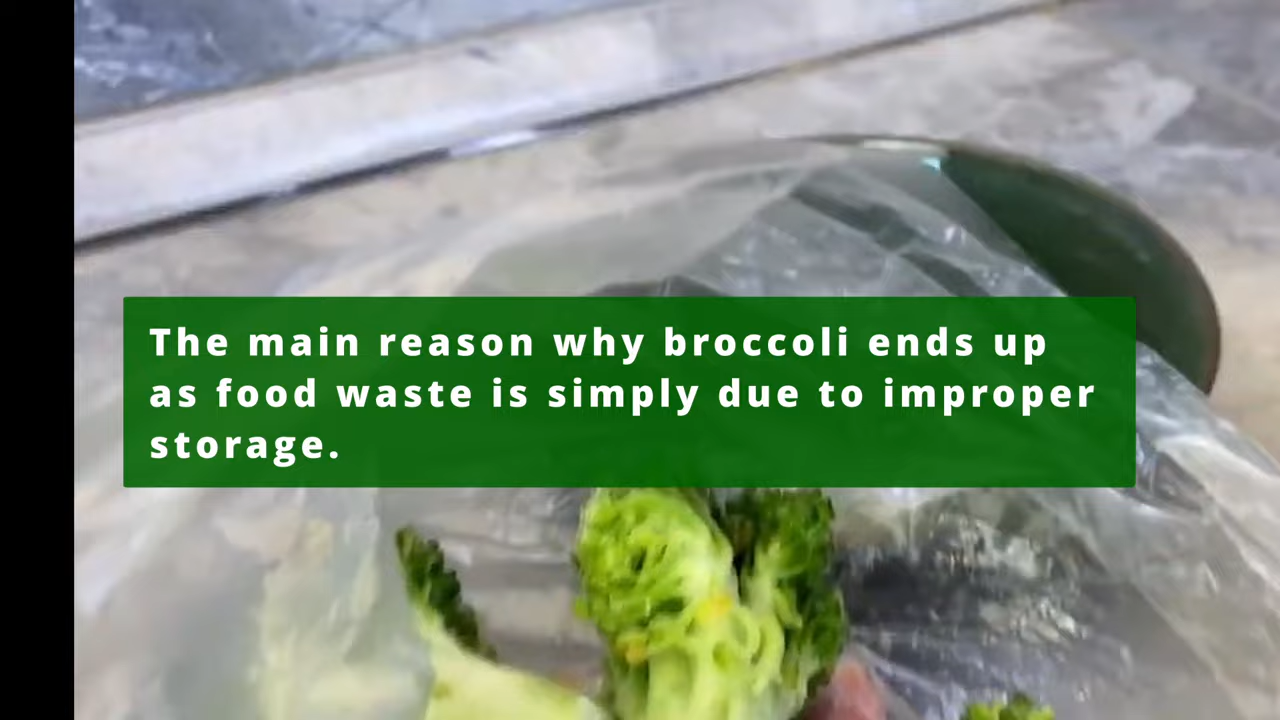 The main reason why broccoli ends up
as food waste is simply due to improper
storage.